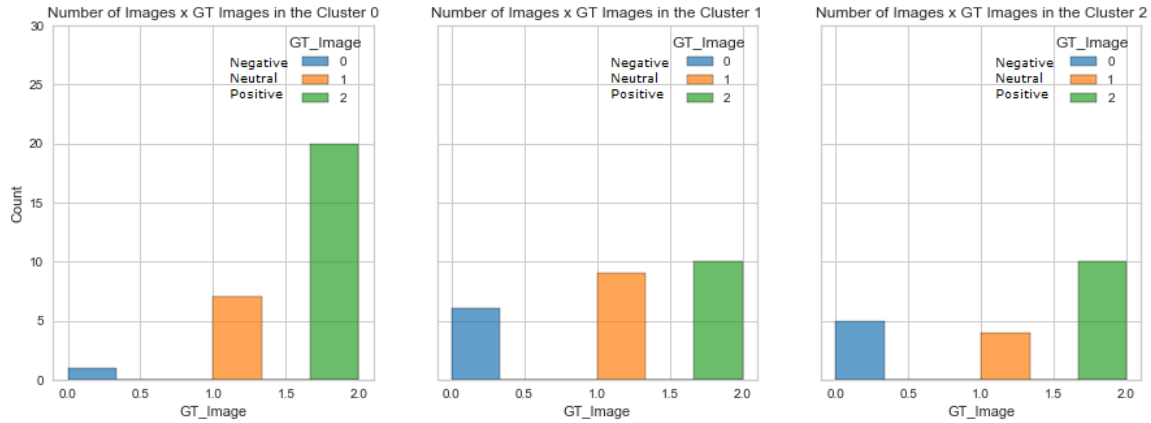 Number of Images x GT Images in the Cluster 0
GT_Image
Negative 0
Neutral 1
Positive 2
30
25
20
15
10
5
0
Count
0.0 0.5 1.0 1.5 2.0
GT_Image
Number of Images x GT Images in the Cluster 1
GT_Image
Negative 0
Neutral 1
Positive 2
0.0 0.5 1.0 1.5 2.0
GT_Image
Number of Images x GT Images in the Cluster 2
GT_Image
Negative 0
Neutral 1
Positive 2
0.0 0.5 1.0 1.5 2.0
GT_Image